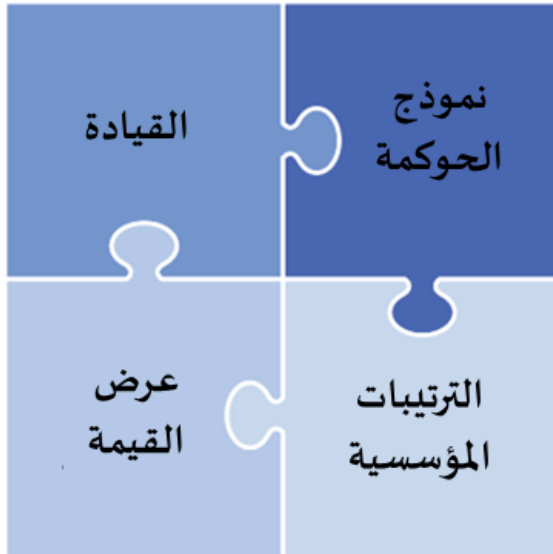 نموذج
الحوكمة
القيادة
الترتيبات
المؤسسية
عرض
القيمة